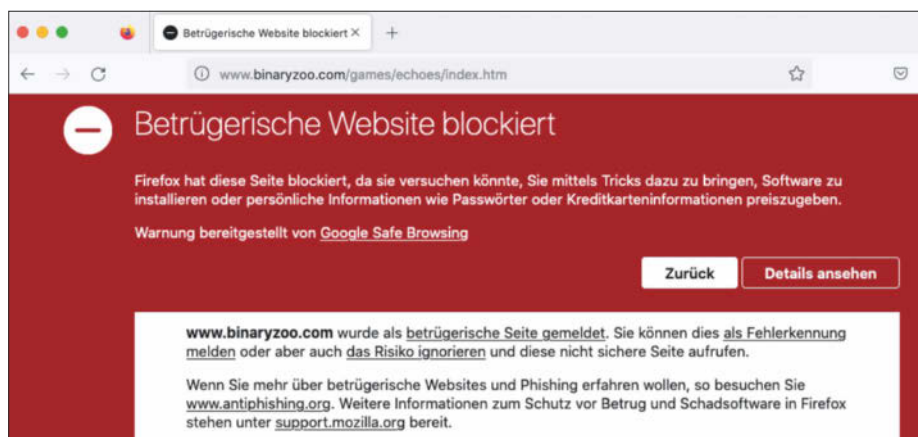 Betrügerische Website blockiert
www.binaryzoo.com/games/echoes/index.htm
Betrügerische Website blockiert
Firefox hat diese Seite blockiert, da sie versuchen könnte, Sie mittels Tricks dazu zu bringen, Software zu
installieren oder persönliche Informationen wie Passwörter oder Kreditkarteninformationen preiszugeben.
Warnung bereitgestellt von Google Safe Browsing
Zurück Details ansehen
www.binaryzoo.com wurde als betrügerische Seite gemeldet. Sie können dies als Fehlerkennung
melden oder aber auch das Risiko ignorieren und diese nicht sichere Seite aufrufen.
Wenn Sie mehr über betrügerische Websites und Phishing erfahren wollen, so besuchen Sie
www.antiphishing.org. Weitere Informationen zum Schutz vor Betrug und Schadsoftware in Firefox
stehen unter support.mozilla.org bereit.